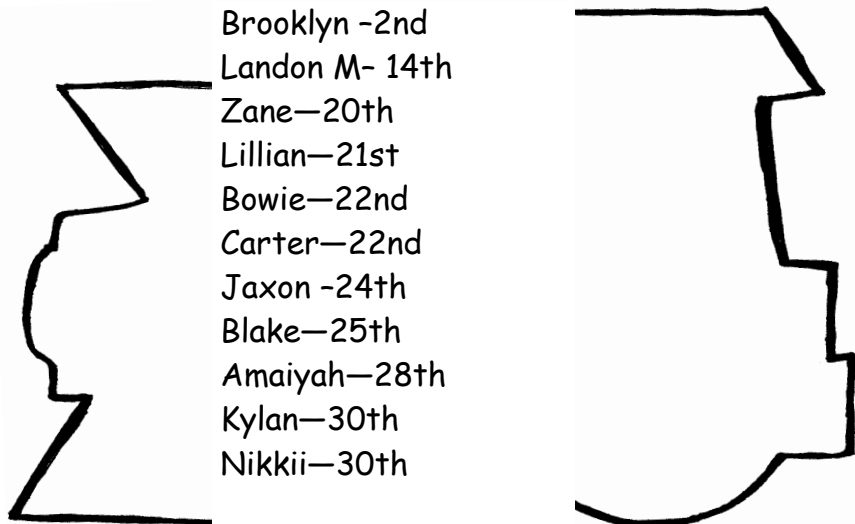 Brooklyn –2nd
Landon M– 14th
Zane—20th
Lillian—21st
Bowie—22nd
Carter—22nd
Jaxon –24th
Blake—25th
Amaiyah—28th
Kylan—30th
Nikkii—30th